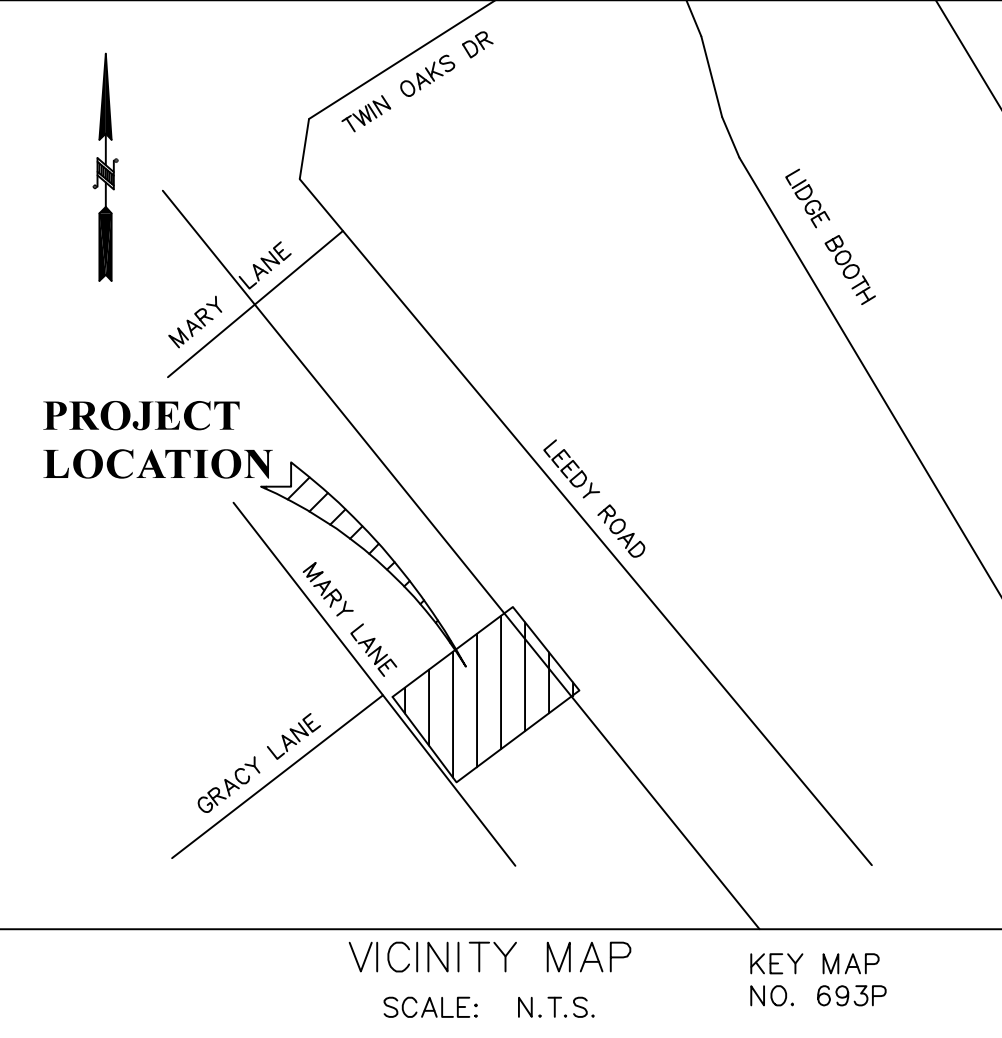 TWIN OAKS DR
N
LIDGE BOOTH
MARY LANE
PROJECT
LOCATION
LEEDY ROAD
MARY LANE
GRACY LANE
VICINITY MAP
SCALE: N.T.S.
KEY MAP
NO. 693P